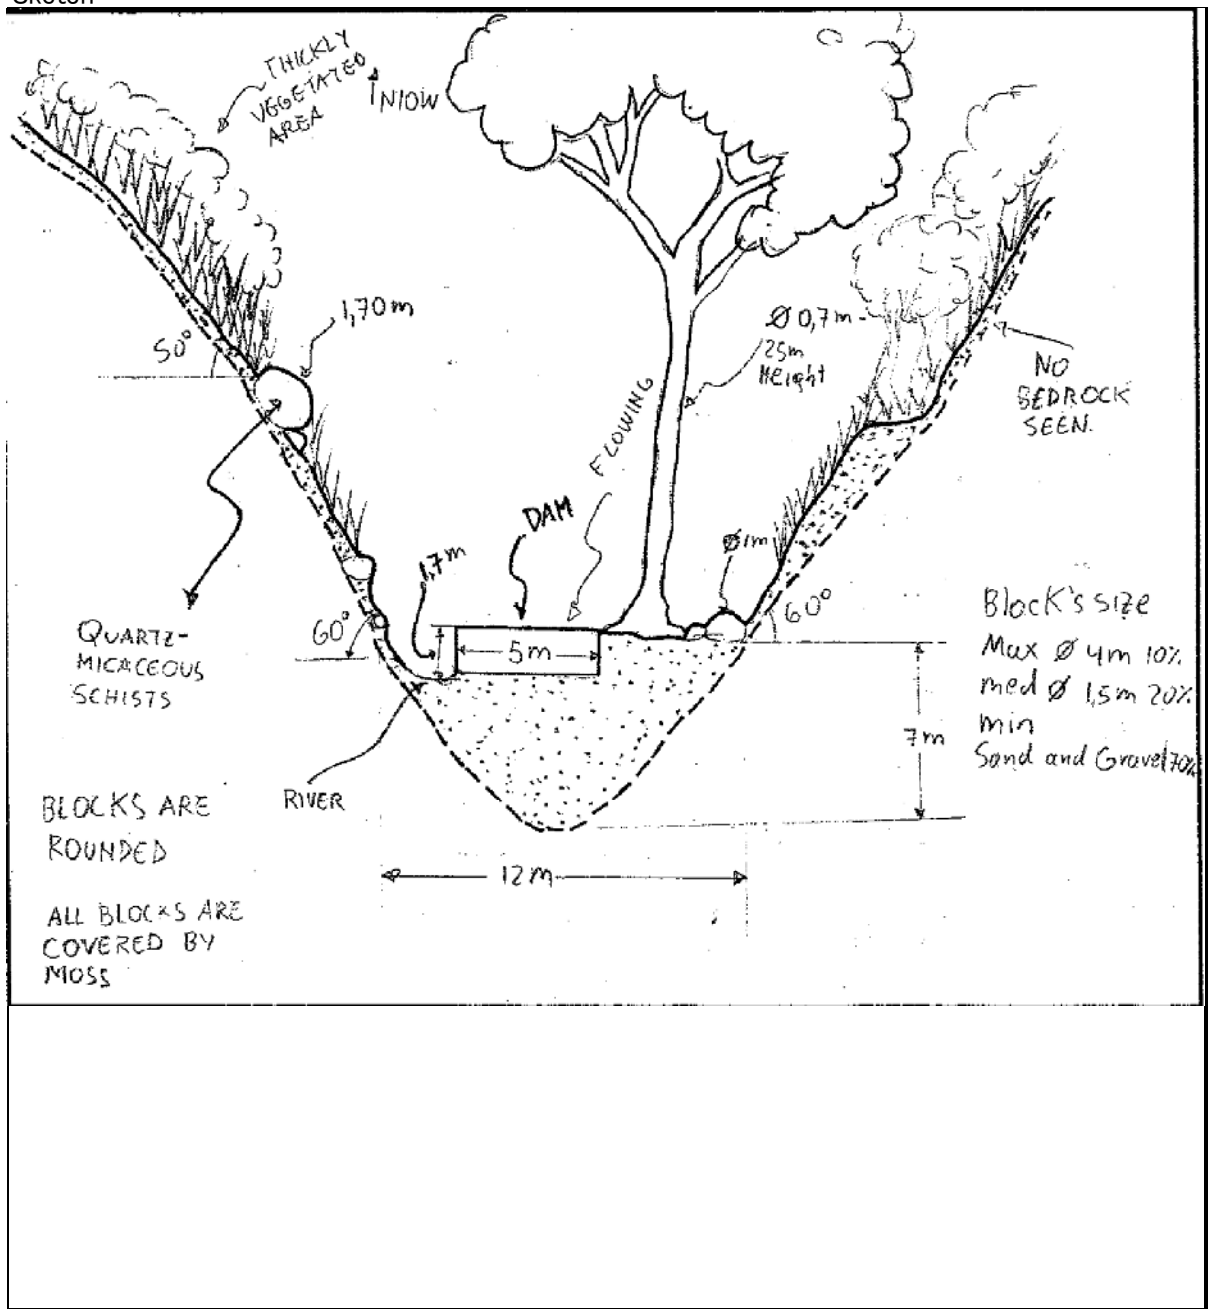 Sketch
THICKLY
VEGETATED
AREA
1,70m
50°
Ø 0,7m
25m
Height
NO
BEDROCK
SEEN.
FLOWING
DAM
Ø1m
1,7m
60°
60°
5m
QUARTZ-
MICACEOUS
SCHISTS
Block's size
Max Ø 4m 10%
med Ø 1,5m 20%
min
Sand and Gravel 70%
7m
RIVER
BLOCKS ARE
ROUNDED
12m
ALL BLOCKS ARE
COVERED BY
MOSS